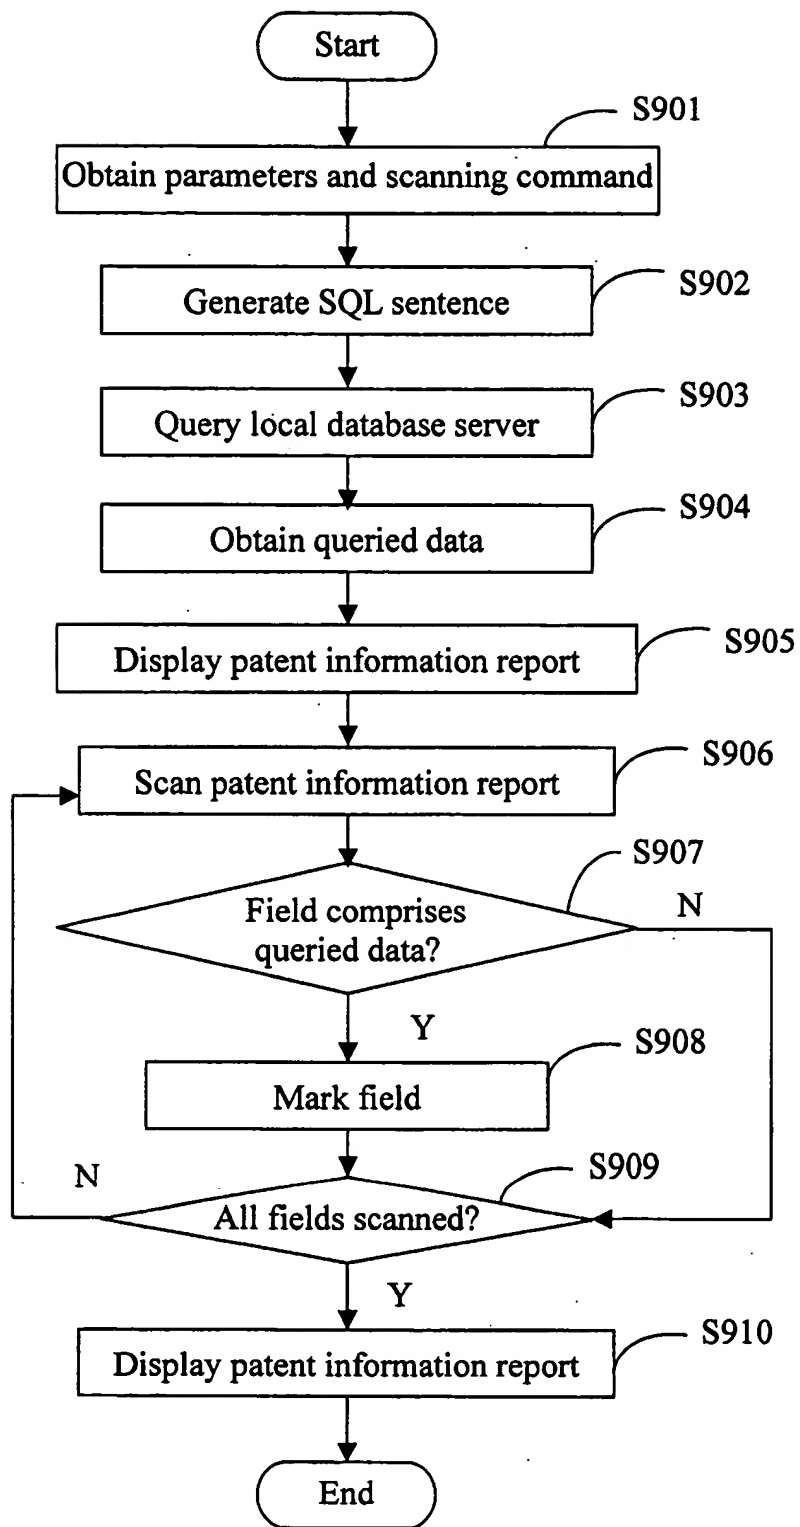 Start
S901
Obtain parameters and scanning command
S902
Generate SQL sentence
S903
Query local database server
S904
Obtain queried data
S905
Display patent information report
S906
Scan patent information report
S907
N
Field comprises
queried data?
Y
S908
Mark field
N
S909
All fields scanned?
Y
S910
Display patent information report
End